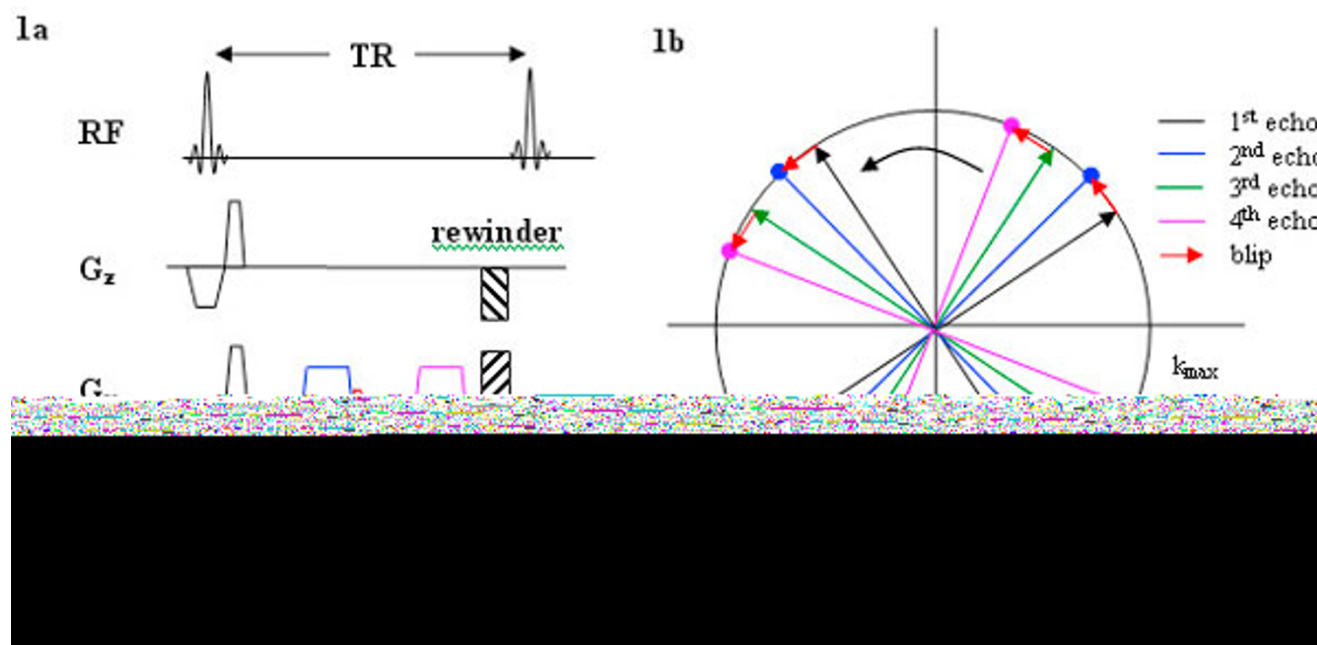 1a
TR
RF
rewinder
Gz
1b
1st echo
2nd echo
3rd echo
4th echo
blip
kmax